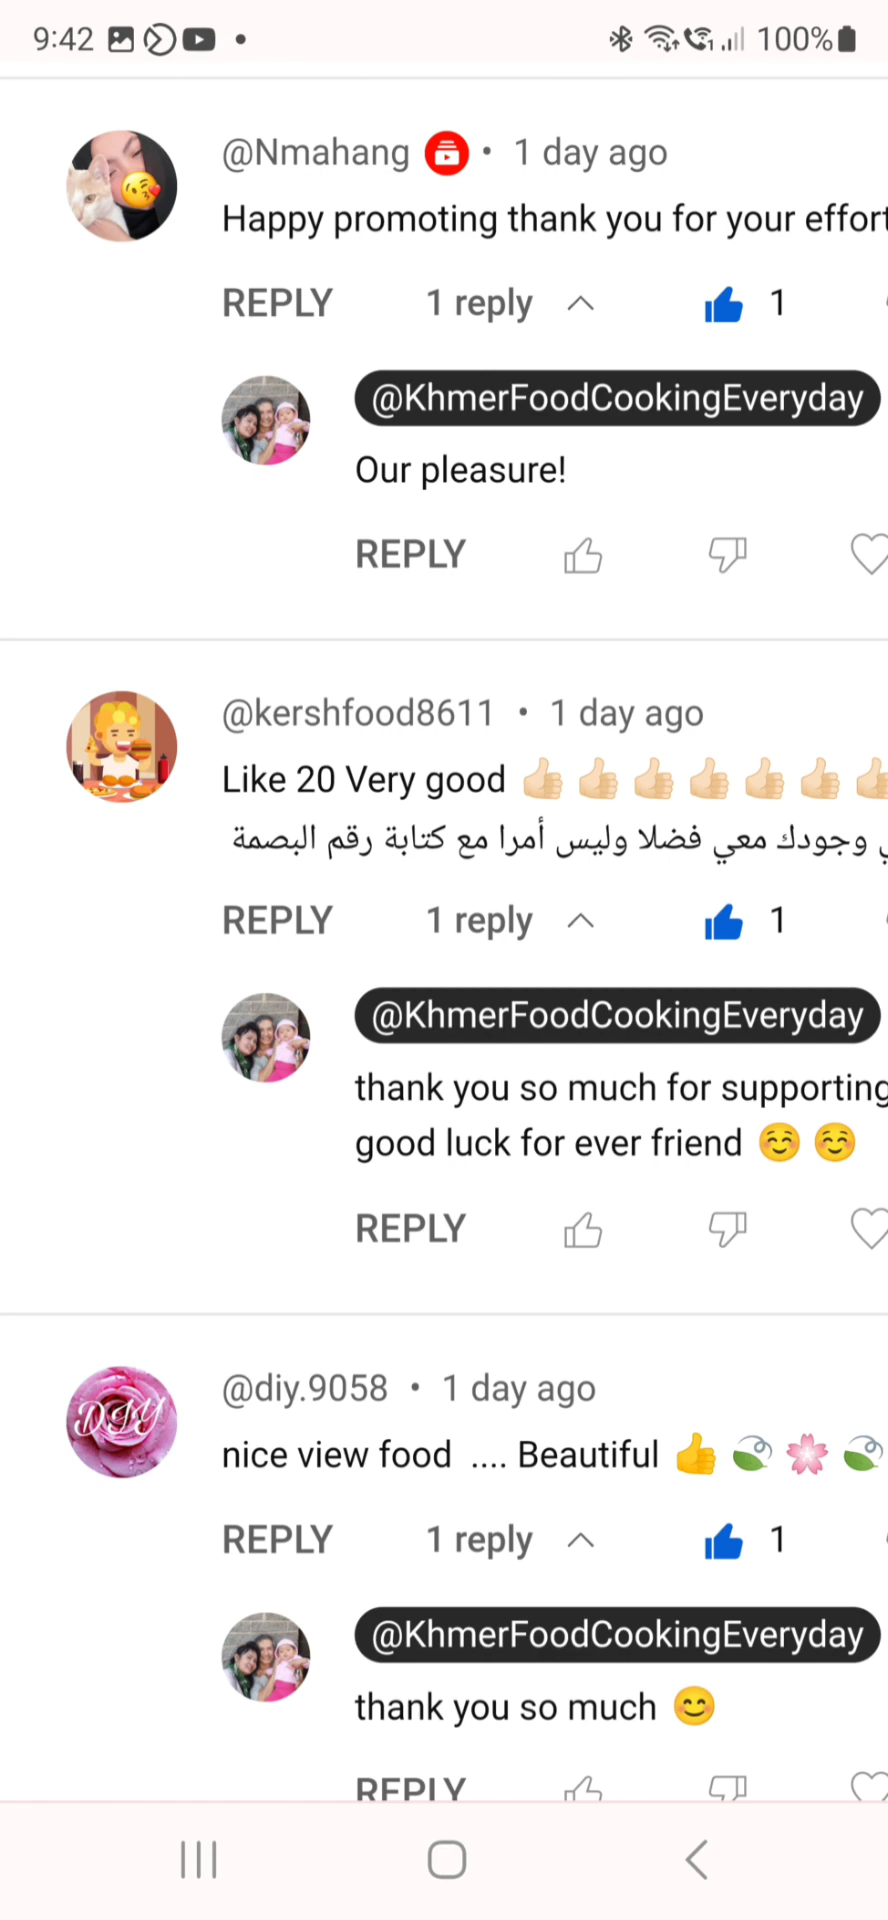 9:42
100%
@Nmahang • 1 day ago
Happy promoting thank you for your effort
REPLY 1 reply 1
@KhmerFoodCookingEveryday
Our pleasure!
REPLY
@kershfood8611 • 1 day ago
Like 20 Very good 👍🏻👍🏻👍🏻👍🏻👍🏻👍🏻👍🏻
وجودك معي فضلا وليس أمرا مع كتابة رقم البصمة
REPLY 1 reply 1
@KhmerFoodCookingEveryday
thank you so much for supporting
good luck for ever friend ☺️ ☺️
REPLY
DIY
@diy.9058 • 1 day ago
nice view food .... Beautiful 👍 🍃 🌸 🍃
REPLY 1 reply 1
@KhmerFoodCookingEveryday
thank you so much 😊
REPLY